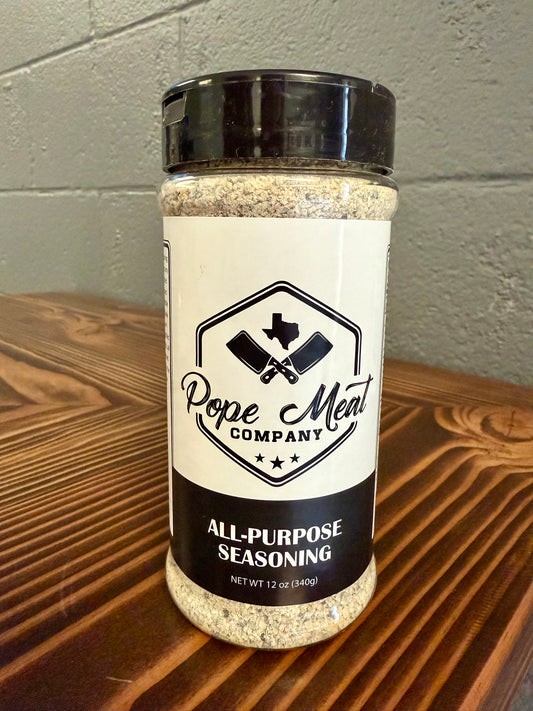 Pope Meat
COMPANY
ALL-PURPOSE
SEASONING
NET WT 12 oz (340g)